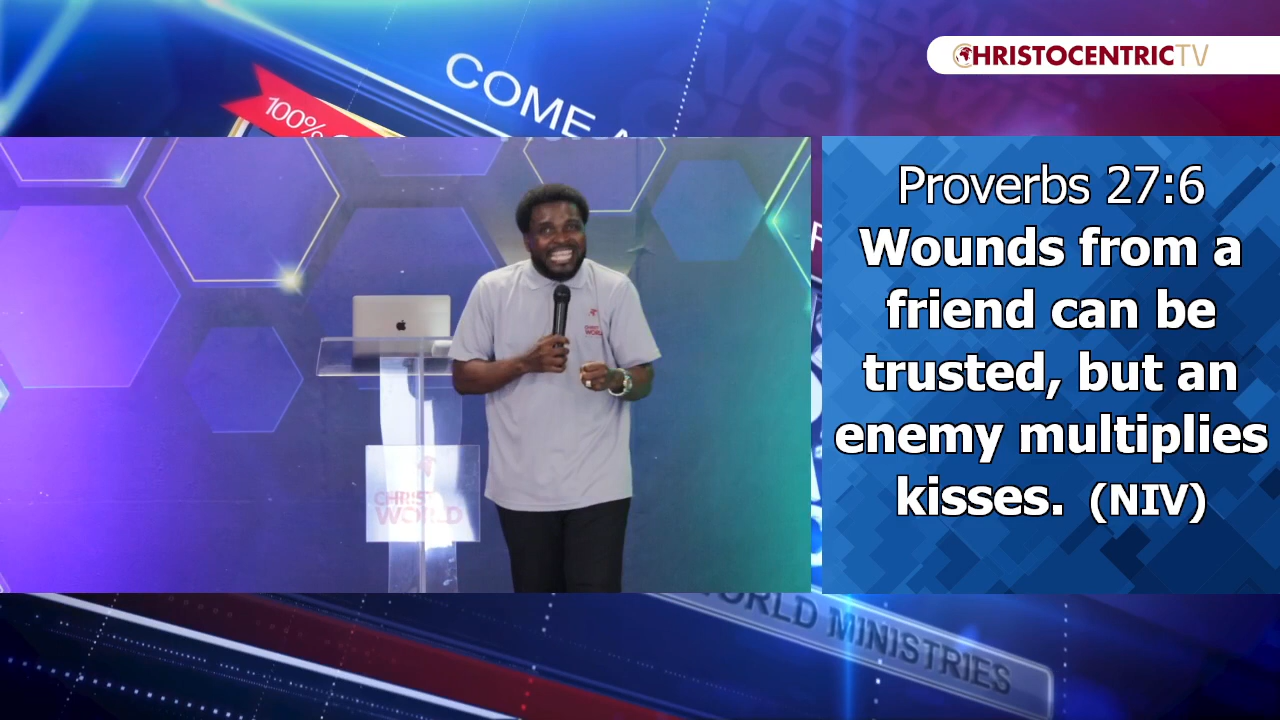 CHRISTOCENTRICTV
COME
100%
Proverbs 27:6
Wounds from a
friend can be
trusted, but an
enemy multiplies
kisses. (NIV)
CHRIST
WORLD
WORLD MINISTRIES